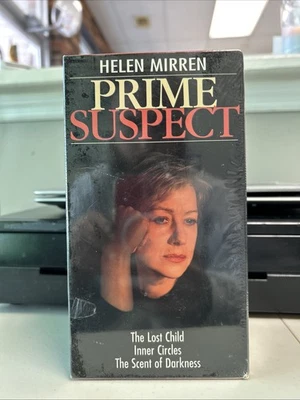 HELEN MIRREN
PRIME
SUSPECT
The Lost Child
Inner Circles
The Scent of Darkness